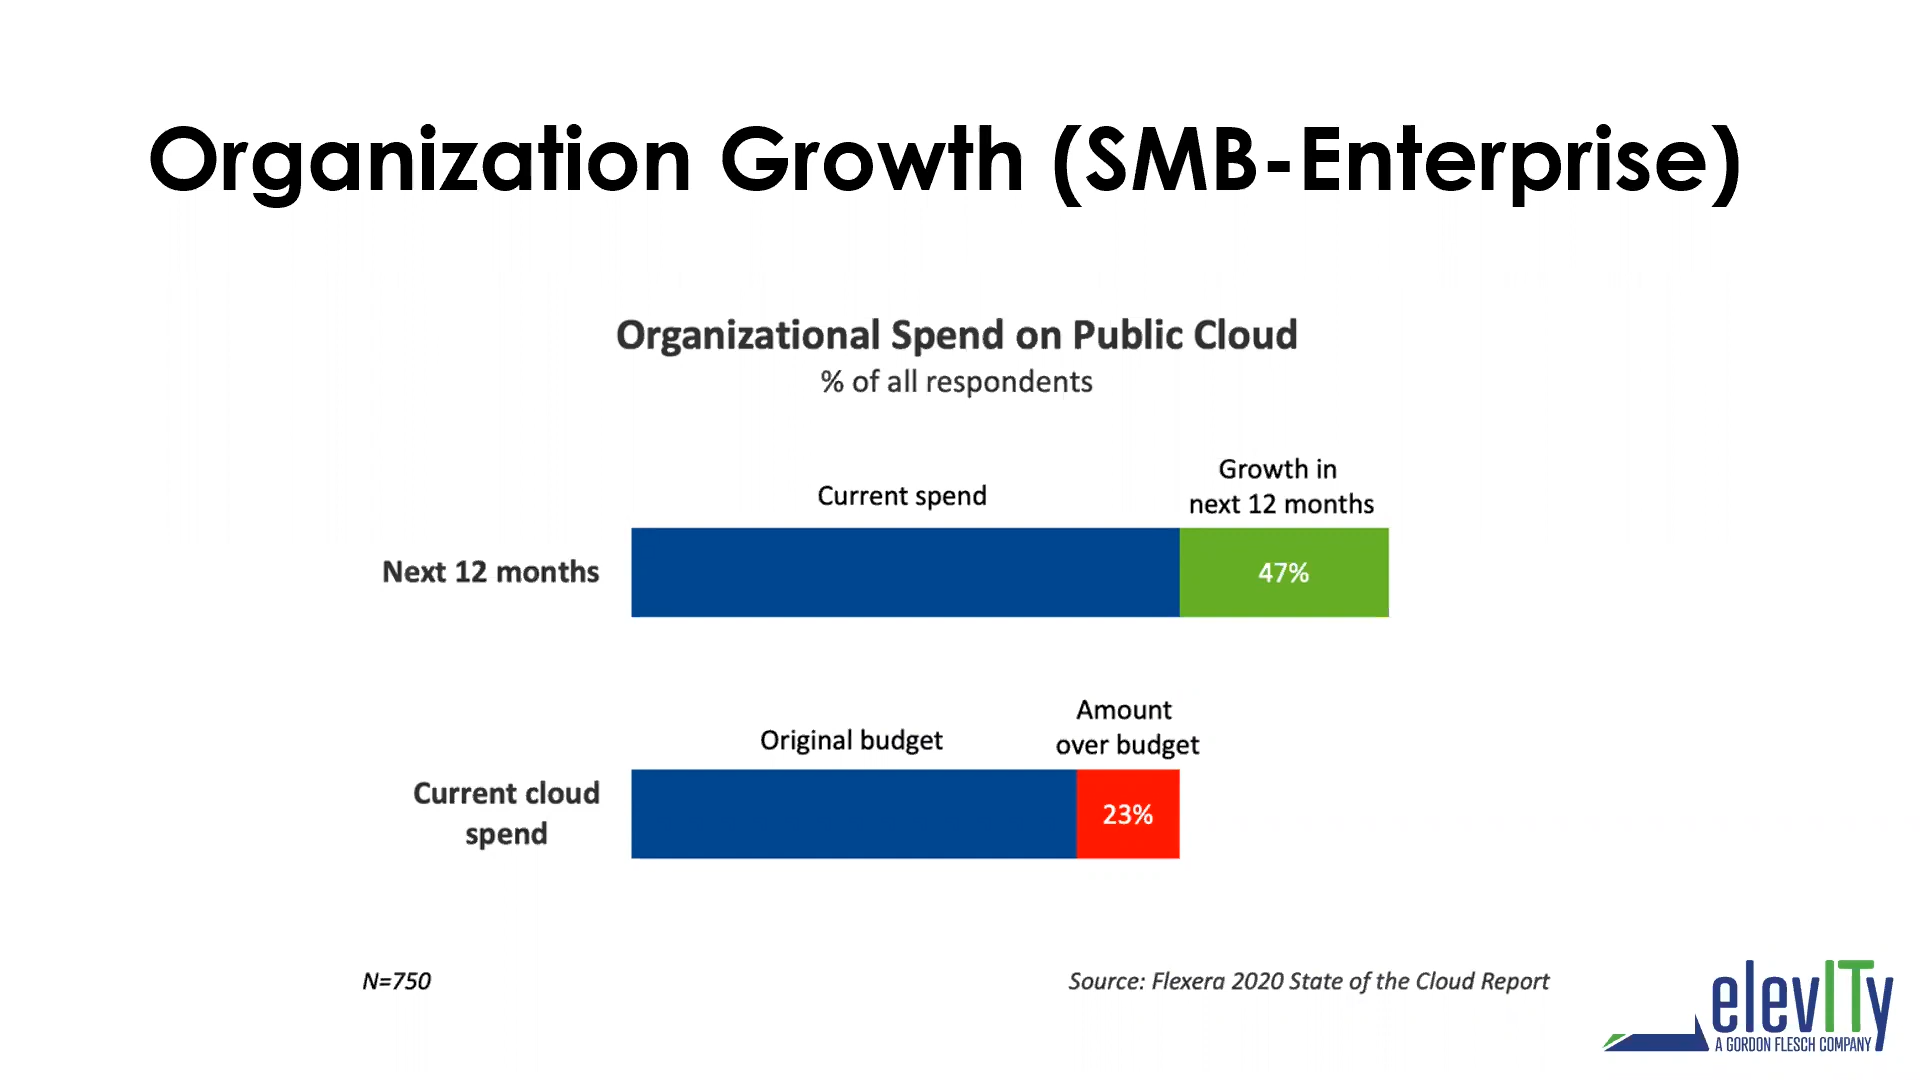 Organization Growth (SMB-Enterprise)
Organizational Spend on Public Cloud
% of all respondents
Current spend
Growth in
next 12 months
Next 12 months
47%
Original budget
Amount
over budget
Current cloud
spend
23%
N=750
Source: Flexera 2020 State of the Cloud Report
elevITy
A GORDON FLESCH COMPANY